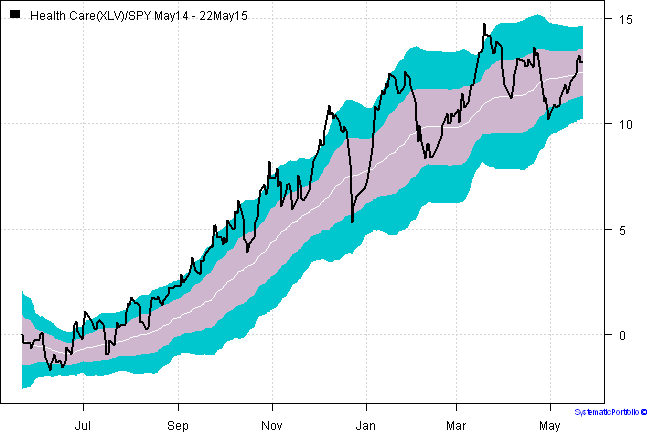 Health Care(XLV)/SPY May14 - 22May15
15
10
5
0
Jul Sep Nov Jan Mar May
SystematicPortfolio ©